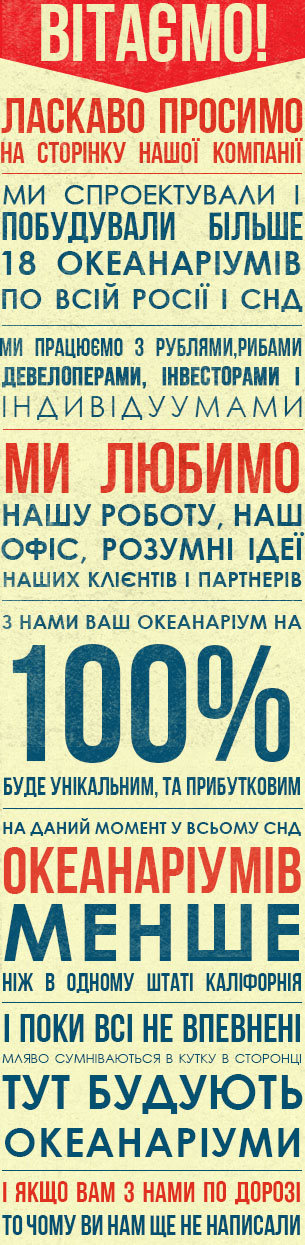 ВІТАЄМО!
ЛАСКАВО ПРОСИМО
НА СТОРІНКУ НАШОЇ КОМПАНІЇ
МИ СПРОЕКТУВАЛИ І
ПОБУДУВАЛИ БІЛЬШЕ
18 ОКЕАНАРІУМІВ
ПО ВСІЙ РОСІЇ І СНД
МИ ПРАЦЮЄМО З РУБЛЯМИ,РИБАМИ
ДЕВЕЛОПЕРАМИ, ІНВЕСТОРАМИ І
ІНДИВІДУУМАМИ
МИ ЛЮБИМО
НАШУ РОБОТУ, НАШ
ОФІС, РОЗУМНІ ІДЕЇ
НАШИХ КЛІЄНТІВ І ПАРТНЕРІВ
З НАМИ ВАШ ОКЕАНАРІУМ НА
100%
БУДЕ УНІКАЛЬНИМ, ТА ПРИБУТКОВИМ
НА ДАНИЙ МОМЕНТ У ВСЬОМУ СНД
ОКЕАНАРІУМІВ
МЕНШЕ
НІЖ В ОДНОМУ ШТАТІ КАЛІФОРНІЯ
І ПОКИ ВСІ НЕ ВПЕВНЕНІ
МЛЯВО СУМНІВАЮТЬСЯ В КУТКУ В СТОРОНЦІ
ТУТ БУДУЮТЬ
ОКЕАНАРІУМИ
І ЯКЩО ВАМ З НАМИ ПО ДОРОЗІ
ТО ЧОМУ ВИ НАМ ЩЕ НЕ НАПИСАЛИ